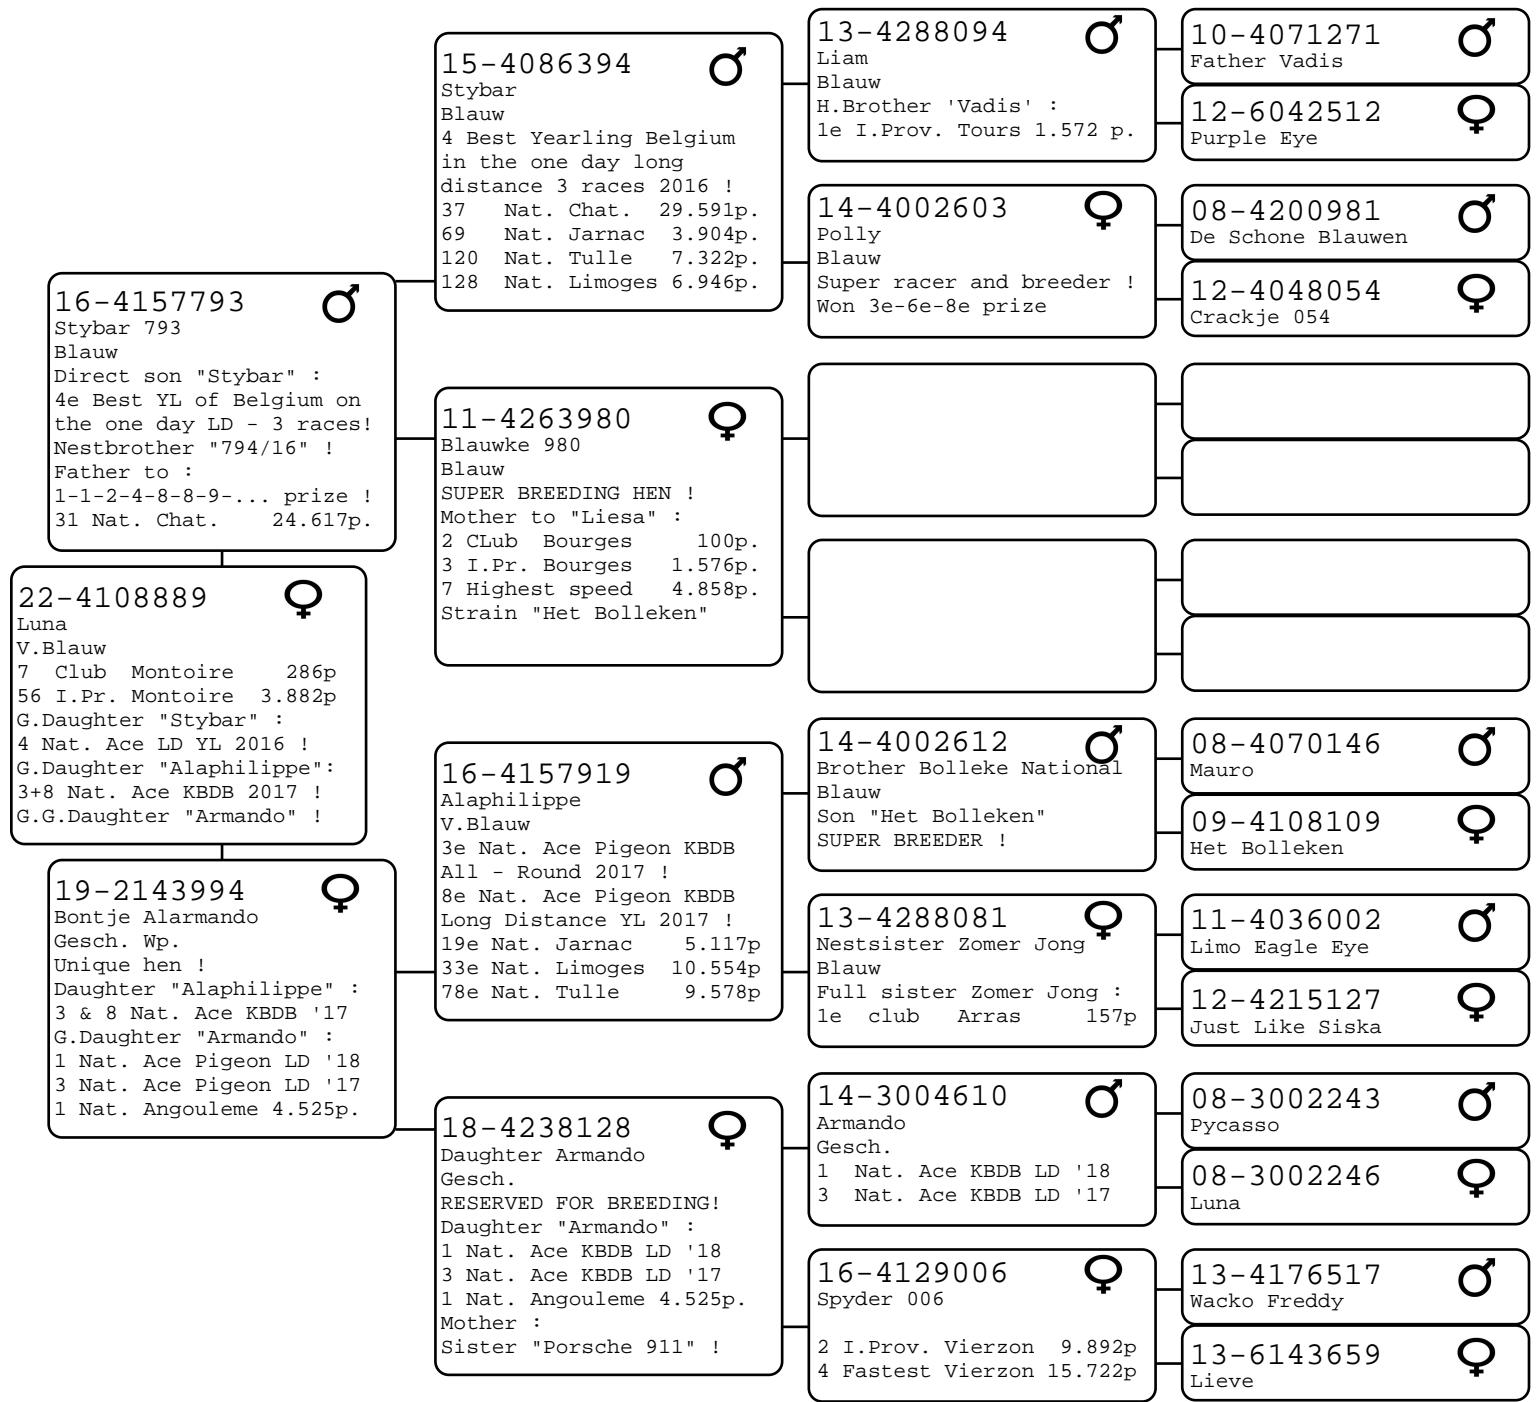 16-4157793
Stybar 793
Blauw
Direct son "Stybar" :
4e Best YL of Belgium on
the one day LD - 3 races!
Nestbrother "794/16" !
Father to :
1-1-2-4-8-8-9-... prize !
31 Nat. Chat.    24.617p.
22-4108889
Luna
V.Blauw
7  Club  Montoire    286p
56 I.Pr. Montoire  3.882p
G.Daughter "Stybar" :
4 Nat. Ace LD YL 2016 !
G.Daughter "Alaphilippe":
3+8 Nat. Ace KBDB 2017 !
G.G.Daughter "Armando" !
19-2143994
Bontje Alarmando
Gesch. Wp.
Unique hen !
Daughter "Alaphilippe" :
3 & 8 Nat. Ace KBDB '17
G.Daughter "Armando" :
1 Nat. Ace Pigeon LD '18
3 Nat. Ace Pigeon LD '17
1 Nat. Angouleme 4.525p.
15-4086394
Stybar
Blauw
4 Best Yearling Belgium
in the one day long
distance 3 races 2016 !
37   Nat. Chat.  29.591p.
69   Nat. Jarnac  3.904p.
120  Nat. Tulle   7.322p.
128  Nat. Limoges 6.946p.
11-4263980
Blauwke 980
Blauw
SUPER BREEDING HEN !
Mother to "Liesa" :
2 CLub  Bourges     100p.
3 I.Pr. Bourges   1.576p.
7 Highest speed   4.858p.
Strain "Het Bolleken"
16-4157919
Alaphilippe
V.Blauw
3e Nat. Ace Pigeon KBDB
All - Round 2017 !
8e Nat. Ace Pigeon KBDB
Long Distance YL 2017 !
19e Nat. Jarnac    5.117p
33e Nat. Limoges  10.554p
78e Nat. Tulle     9.578p
18-4238128
Daughter Armando
Gesch.
RESERVED FOR BREEDING!
Daughter "Armando" :
1 Nat. Ace KBDB LD '18
3 Nat. Ace KBDB LD '17
1 Nat. Angouleme 4.525p.
Mother :
Sister "Porsche 911" !
13-4288094
Liam
Blauw
H.Brother 'Vadis' :
1e I.Prov. Tours 1.572 p.
14-4002603
Polly
Blauw
Super racer and breeder !
Won 3e-6e-8e prize
14-4002612
Brother Bolleke National
Blauw
Son "Het Bolleken"
SUPER BREEDER !
13-4288081
Nestsister Zomer Jong
Blauw
Full sister Zomer Jong :
1e  club   Arras     157p
14-3004610
Armando
Gesch.
1  Nat. Ace KBDB LD '18
3  Nat. Ace KBDB LD '17
16-4129006
Spyder 006
2 I.Prov. Vierzon  9.892p
4 Fastest Vierzon 15.722p
10-4071271
Father Vadis
12-6042512
Purple Eye
08-4200981
De Schone Blauwen
12-4048054
Crackje 054
08-4070146
Mauro
09-4108109
Het Bolleken
11-4036002
Limo Eagle Eye
12-4215127
Just Like Siska
08-3002243
Pycasso
08-3002246
Luna
13-4176517
Wacko Freddy
13-6143659
Lieve